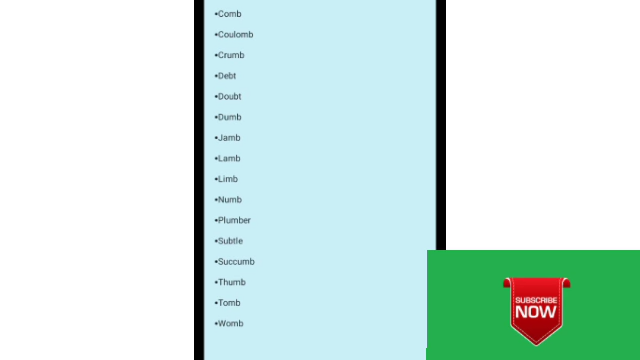 •Comb
•Coulomb
•Crumb
•Debt
•Doubt
•Dumb
•Jamb
•Lamb
•Limb
•Numb
•Plumber
•Subtle
•Succumb
•Thumb
•Tomb
•Womb
SUBSCRIBE
NOW